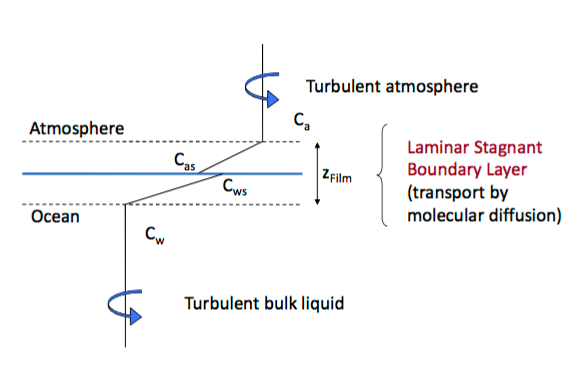 Turbulent atmosphere
Cₐ
Atmosphere
Cas
zFilm
Cws
Laminar Stagnant
Boundary Layer
(transport by
molecular diffusion)
Ocean
Cw
Turbulent bulk liquid